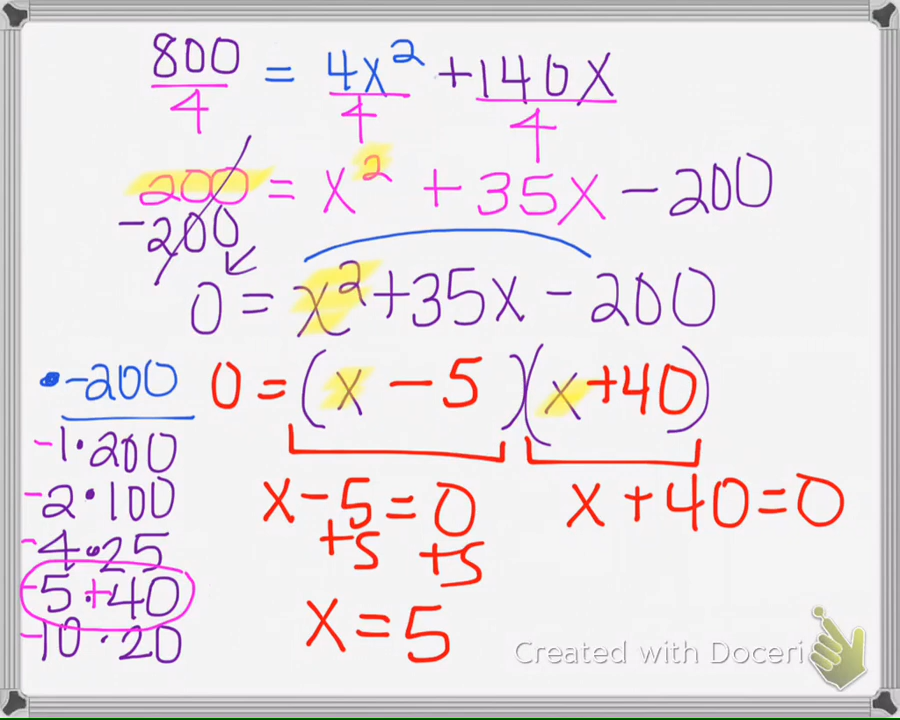 800/4 = 4x²/4 + 140x/4
200 = x² + 35x - 200
-200
0 = x² + 35x - 200
0 = (x - 5)(x + 40)
• -200
-1 · 200
-2 · 100
-4 · 25
-5 · +40
-10 · 20
x - 5 = 0
+5 +5
x = 5
x + 40 = 0
Created with Doceri